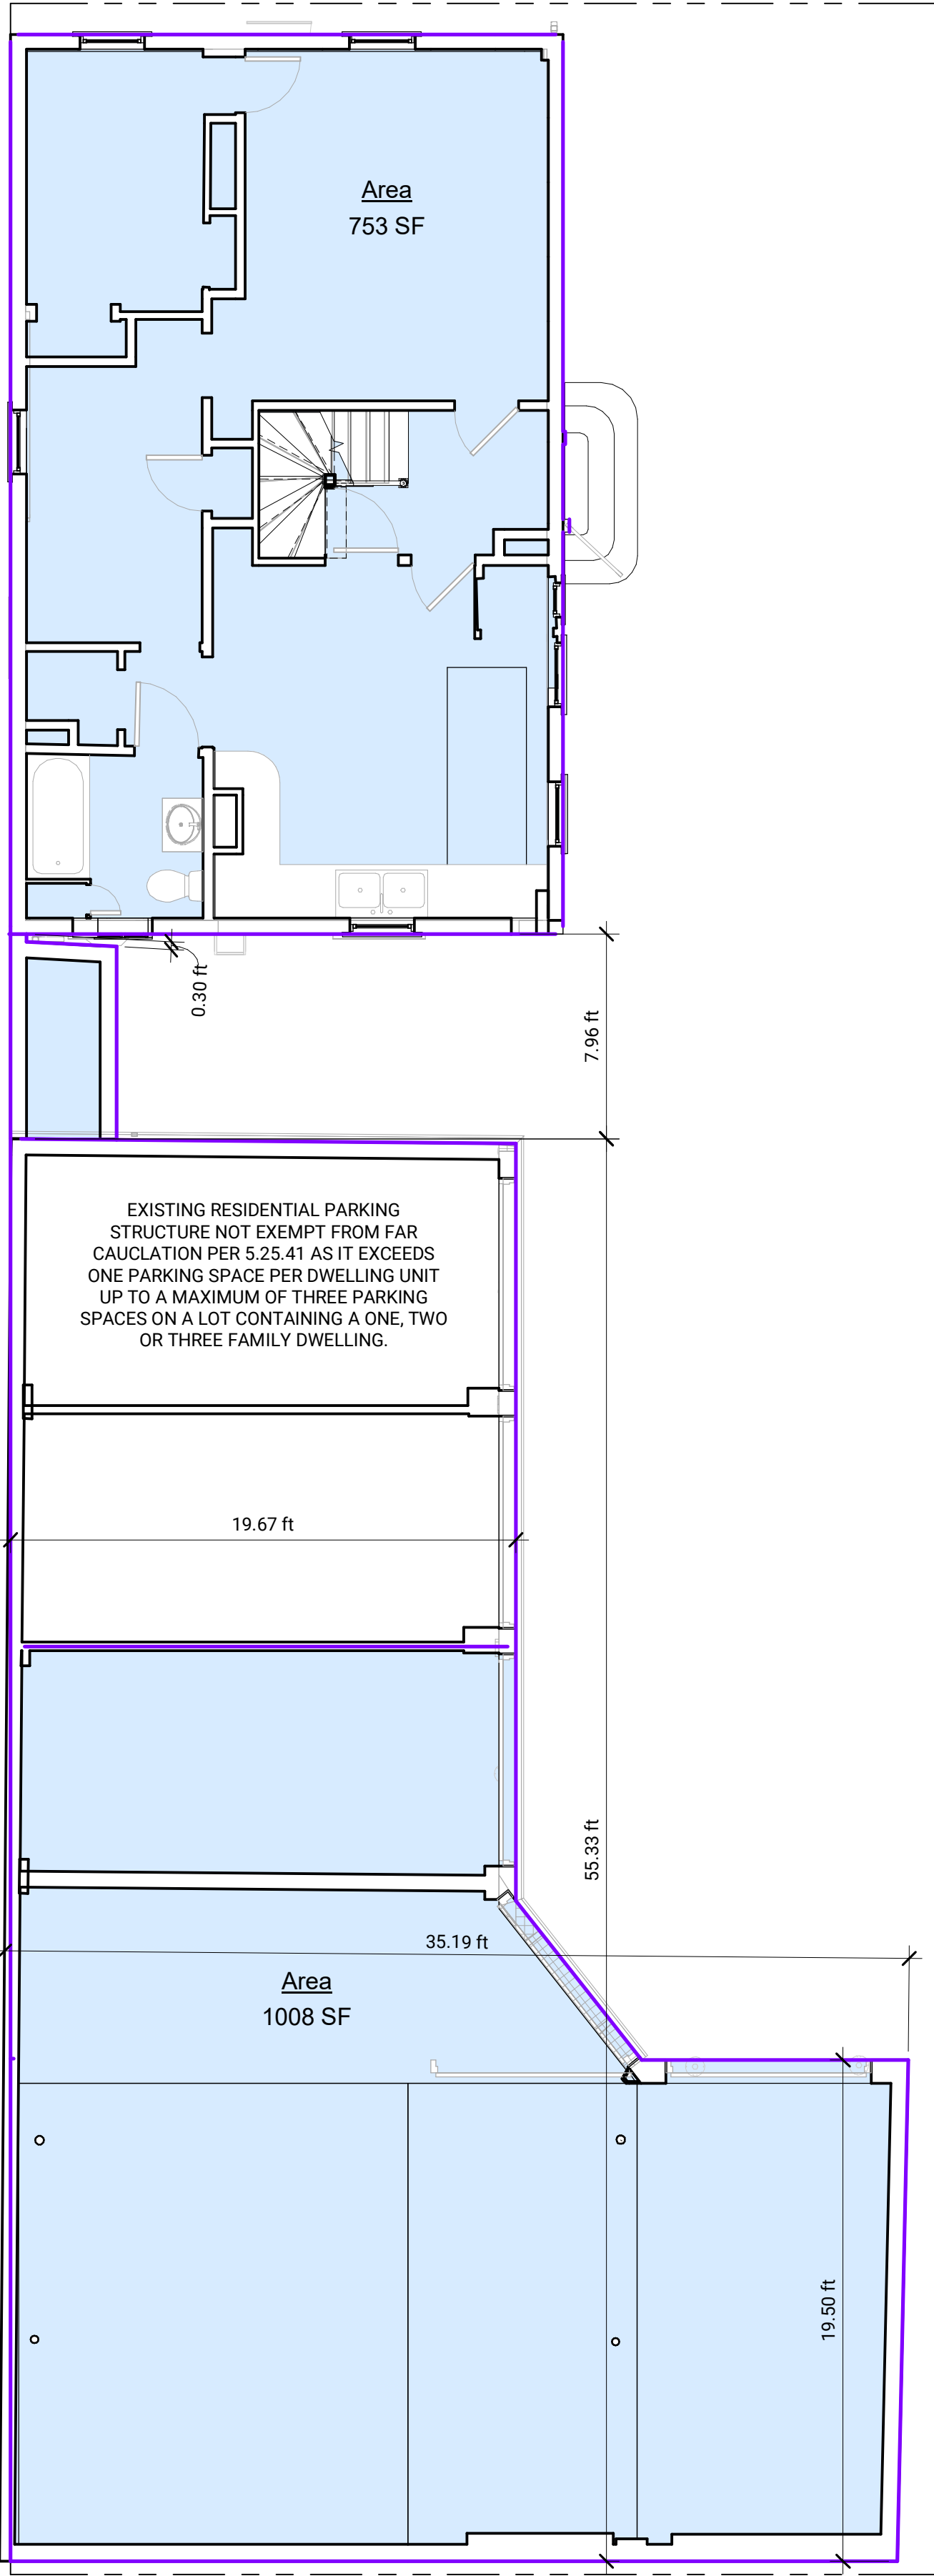 Area
753 SF
0.30 ft
7.96 ft
EXISTING RESIDENTIAL PARKING
STRUCTURE NOT EXEMPT FROM FAR
CAUCLATION PER 5.25.41 AS IT EXCEEDS
ONE PARKING SPACE PER DWELLING UNIT
UP TO A MAXIMUM OF THREE PARKING
SPACES ON A LOT CONTAINING A ONE, TWO
OR THREE FAMILY DWELLING.
19.67 ft
55.33 ft
35.19 ft
Area
1008 SF
19.50 ft